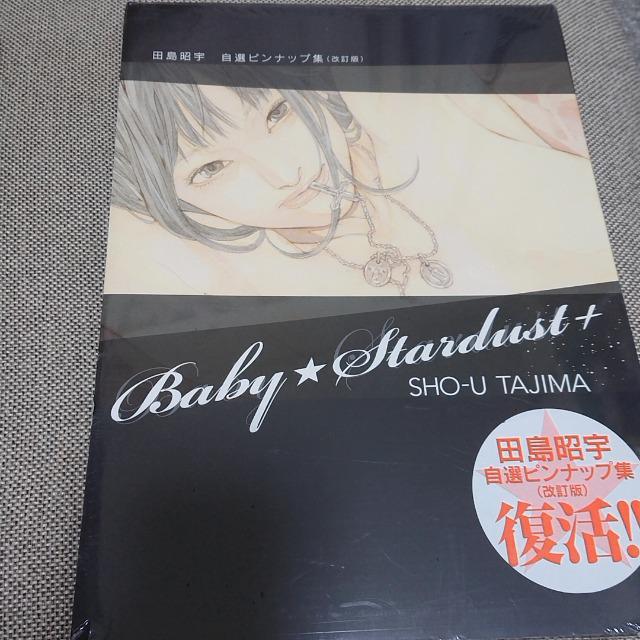 田島昭宇 自選ピンナップ集(改訂版)
Baby★Stardust+
SHO-U TAJIMA
田島昭宇
自選ピンナップ集
(改訂版)
復活!!